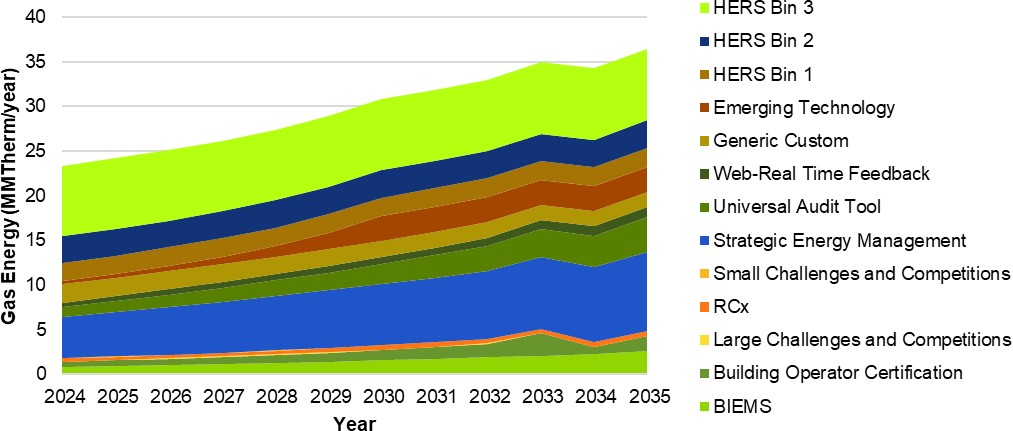 Gas Energy (MMTherm/year)
40
35
30
25
20
15
10
5
0
2024 2025 2026 2027 2028 2029 2030 2031 2032 2033 2034 2035
Year
HERS Bin 3
HERS Bin 2
HERS Bin 1
Emerging Technology
Generic Custom
Web-Real Time Feedback
Universal Audit Tool
Strategic Energy Management
Small Challenges and Competitions
RCx
Large Challenges and Competitions
Building Operator Certification
BIEMS